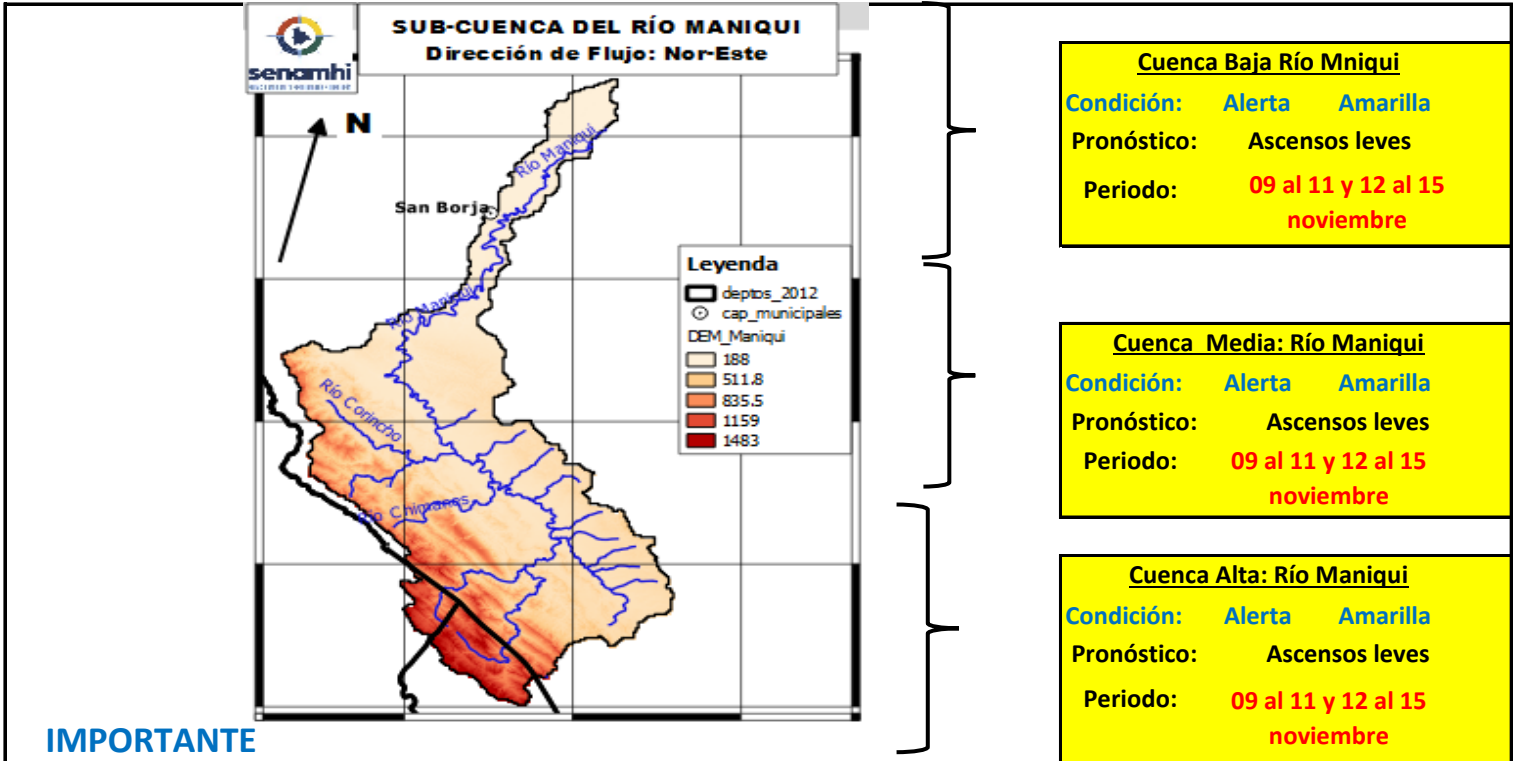 SUB-CUENCA DEL RÍO MANIQUI
Dirección de Flujo: Nor-Este
senamhi
N
Río Maniqui
San Borja
Río Maniqui
Río Corincho
Río Chimanes
Leyenda
deptos_2012
cap_municipales
DEM_Maniqui
188
511.8
835.5
1159
1483
Cuenca Baja Río Mniqui
Condición: Alerta Amarilla
Pronóstico: Ascensos leves
Periodo: 09 al 11 y 12 al 15
noviembre
Cuenca Media: Río Maniqui
Condición: Alerta Amarilla
Pronóstico: Ascensos leves
Periodo: 09 al 11 y 12 al 15
noviembre
Cuenca Alta: Río Maniqui
Condición: Alerta Amarilla
Pronóstico: Ascensos leves
Periodo: 09 al 11 y 12 al 15
noviembre
IMPORTANTE